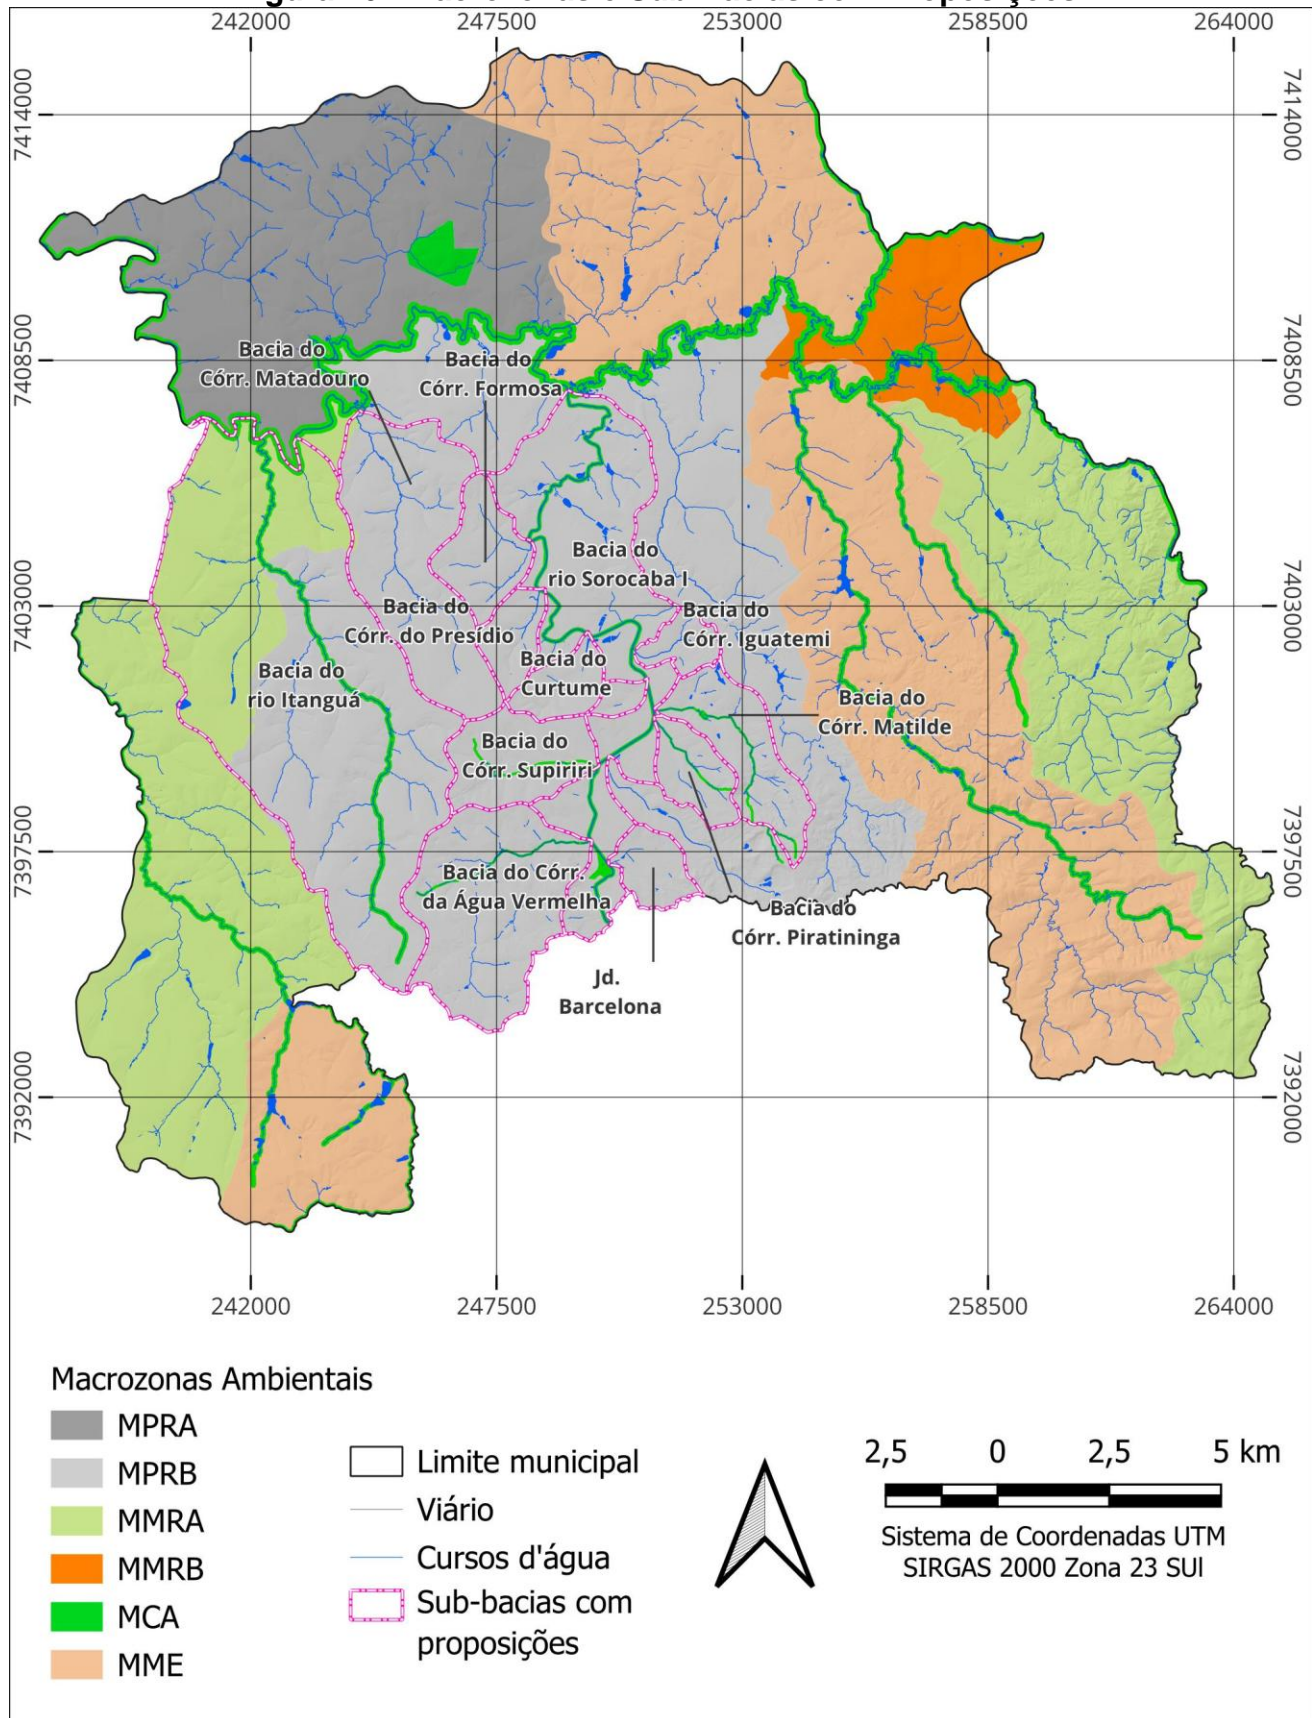 242000
247500
253000
258500
264000
7414000
7414000
Bacia do
Córr. Matadouro
Bacia do
Córr. Formosa
7408500
7408500
Bacia do
rio Sorocaba I
7403000
7403000
Bacia do
Córr. do Presídio
Bacia do
Córr. Iguatemi
Bacia do
rio Itanguá
Bacia do
Curtume
Bacia do
Córr. Matilde
Bacia do
Córr. Supiriri
7397500
7397500
Bacia do Córr.
da Água Vermelha
Bacia do
Córr. Piratininga
Jd.
Barcelona
7392000
7392000
242000
247500
253000
258500
264000
Macrozonas Ambientais
MPRA
MPRB
MMRA
MMRB
MCA
MME
Limite municipal
Viário
Cursos d'água
Sub-bacias com
proposições
2,5 0 2,5 5 km
Sistema de Coordenadas UTM
SIRGAS 2000 Zona 23 SUl